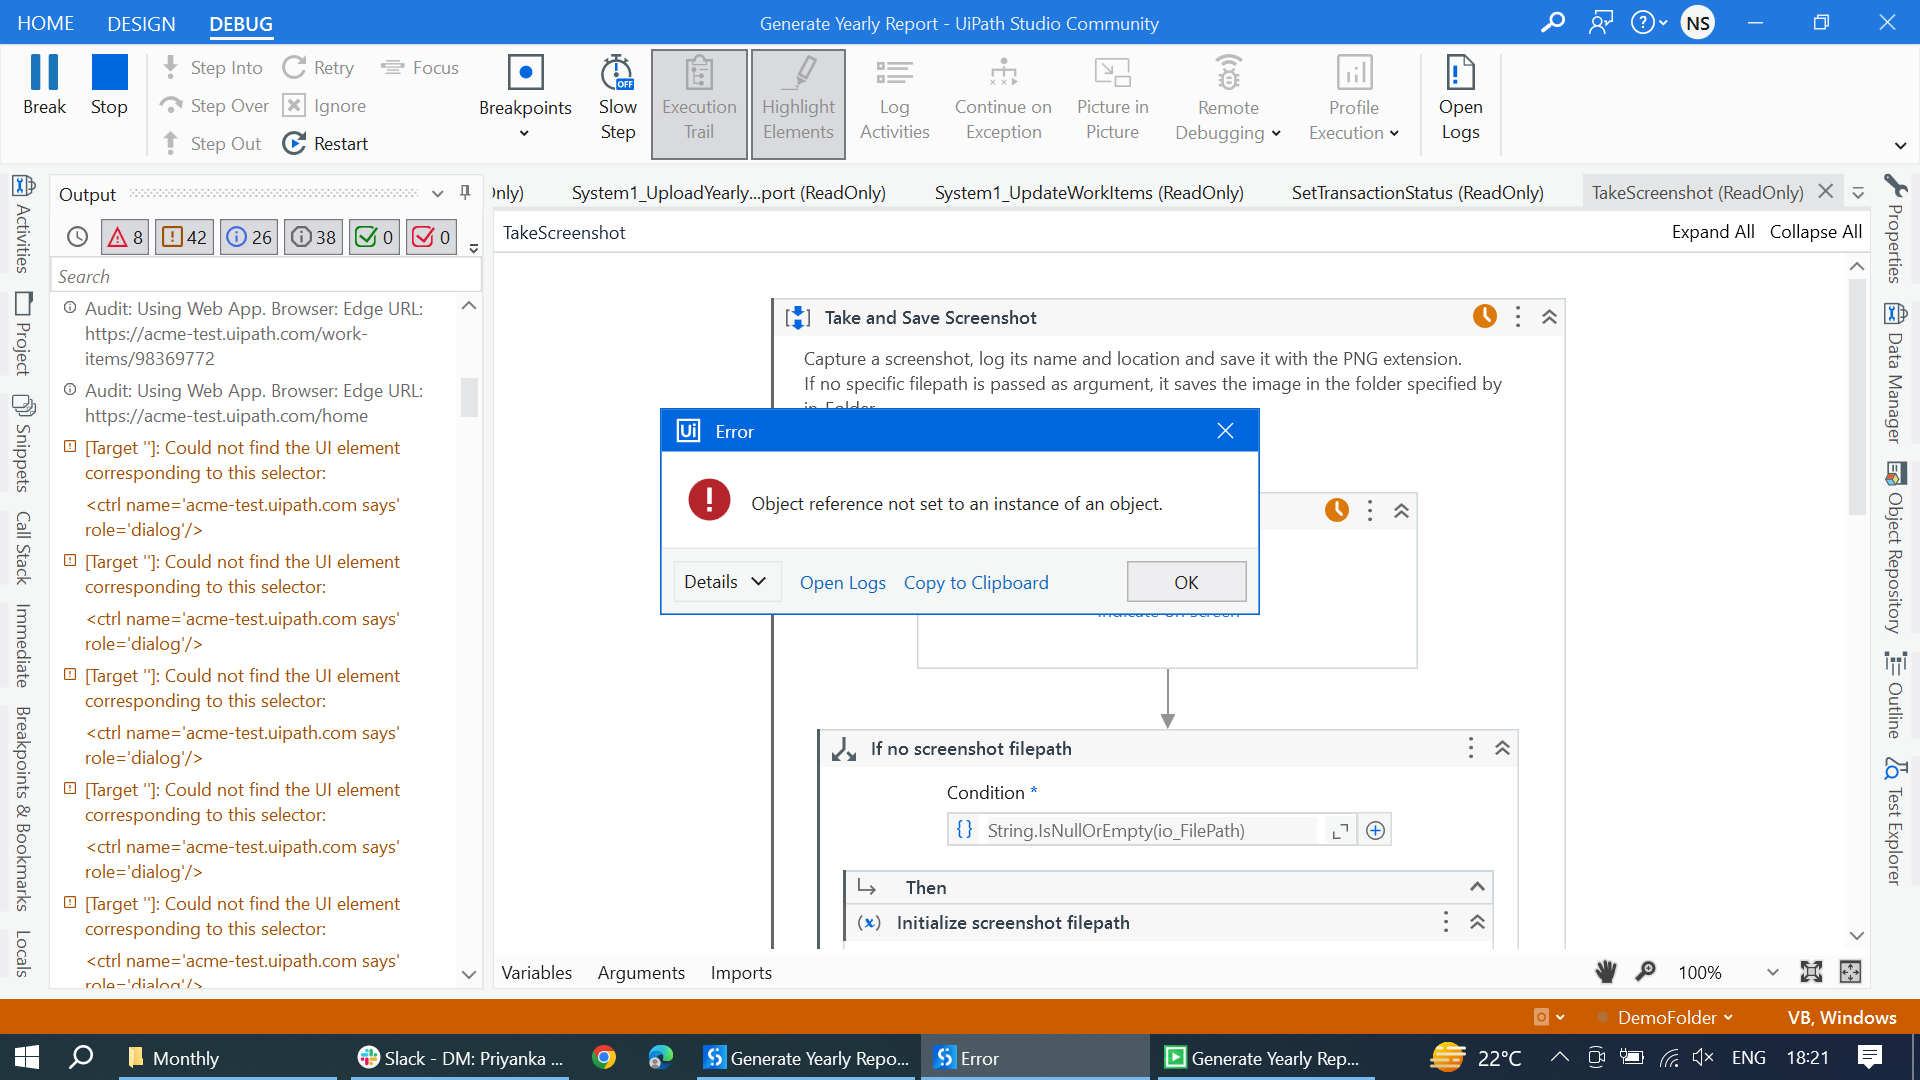 HOME DESIGN DEBUG
Generate Yearly Report - UiPath Studio Community
NS
Break
Stop
Step Into
Step Over
Step Out
Retry
Ignore
Restart
Focus
Breakpoints
OFF
Slow
Step
Execution
Trail
Highlight
Elements
Log
Activities
Continue on
Exception
Picture in
Picture
Remote
Debugging
Profile
Execution
Open
Logs
Activities
Project
Snippets
Call Stack
Immediate
Breakpoints & Bookmarks
Locals
Output
8 42 26 38 0 0
Search
Audit: Using Web App. Browser: Edge URL:
https://acme-test.uipath.com/work-
items/98369772
Audit: Using Web App. Browser: Edge URL:
https://acme-test.uipath.com/home
[Target '']: Could not find the UI element
corresponding to this selector:
<ctrl name='acme-test.uipath.com says'
role='dialog'/>
[Target '']: Could not find the UI element
corresponding to this selector:
<ctrl name='acme-test.uipath.com says'
role='dialog'/>
[Target '']: Could not find the UI element
corresponding to this selector:
<ctrl name='acme-test.uipath.com says'
role='dialog'/>
[Target '']: Could not find the UI element
corresponding to this selector:
<ctrl name='acme-test.uipath.com says'
role='dialog'/>
[Target '']: Could not find the UI element
corresponding to this selector:
<ctrl name='acme-test.uipath.com says'
role='dialog'/>
Only) System1_UploadYearly...port (ReadOnly) System1_UpdateWorkItems (ReadOnly) SetTransactionStatus (ReadOnly) TakeScreenshot (ReadOnly)
TakeScreenshot
Expand All Collapse All
Take and Save Screenshot
Capture a screenshot, log its name and location and save it with the PNG extension.
If no specific filepath is passed as argument, it saves the image in the folder specified by
in_Folder
Ui Error
Object reference not set to an instance of an object.
Details Open Logs Copy to Clipboard OK
Indicate on screen
If no screenshot filepath
Condition *
{} String.IsNullOrEmpty(io_FilePath)
Then
(x) Initialize screenshot filepath
Variables Arguments Imports
100%
Properties
Data Manager
Object Repository
Outline
Test Explorer
DemoFolder
VB, Windows
Monthly
Slack - DM: Priyanka ...
Generate Yearly Repo...
Error
Generate Yearly Rep...
22°C
ENG
18:21